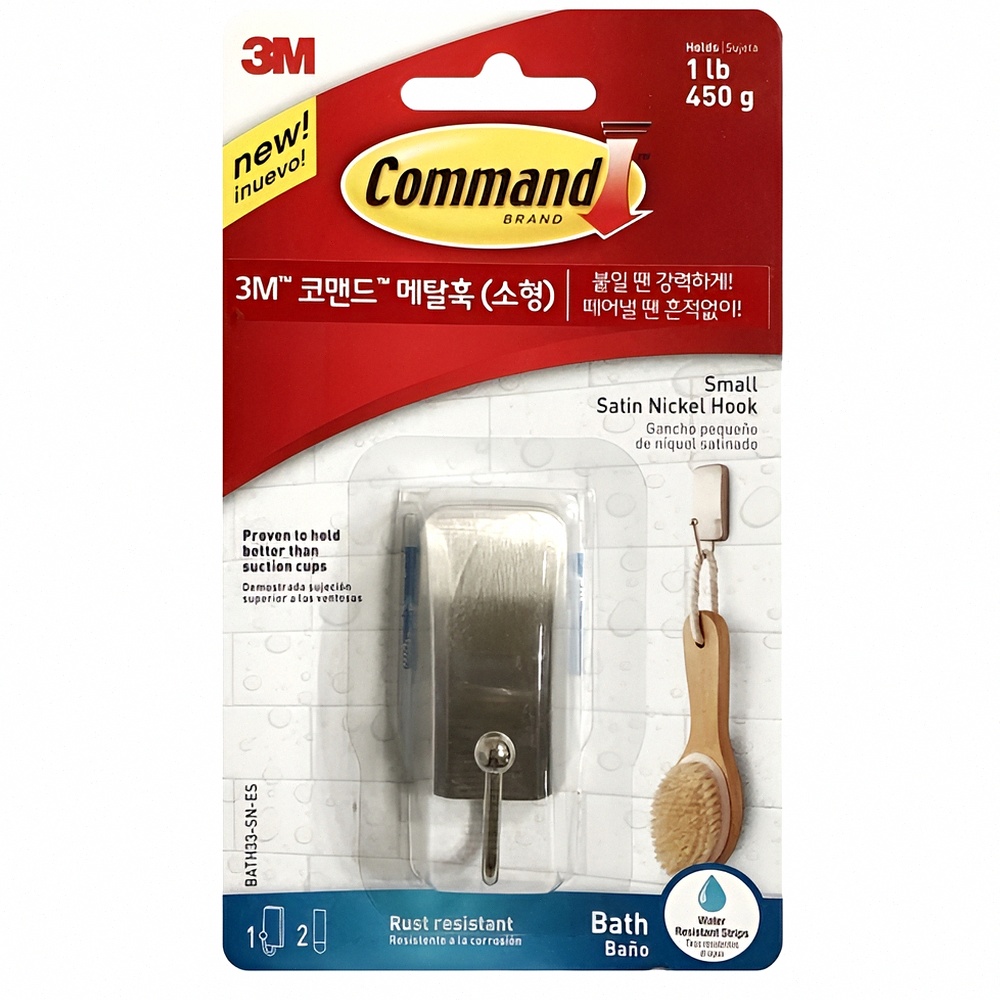 3M
Holds
1 lb
450 g
new!
¡nuevo!
Command
BRAND
3M™ 코맨드™ 메탈훅 (소형)
붙일 땐 강력하게!
떼어낼 땐 흔적없이!
Small
Satin Nickel Hook
Gancho pequeño
de níquel satinado
Proven to hold
better than
suction cups
Demostrada sujeción
superior a las ventosas
BATH33-SN-ES
1 2
Rust resistant
Resistente a la corrosión
Bath
Baño
Water
Resistant Strips